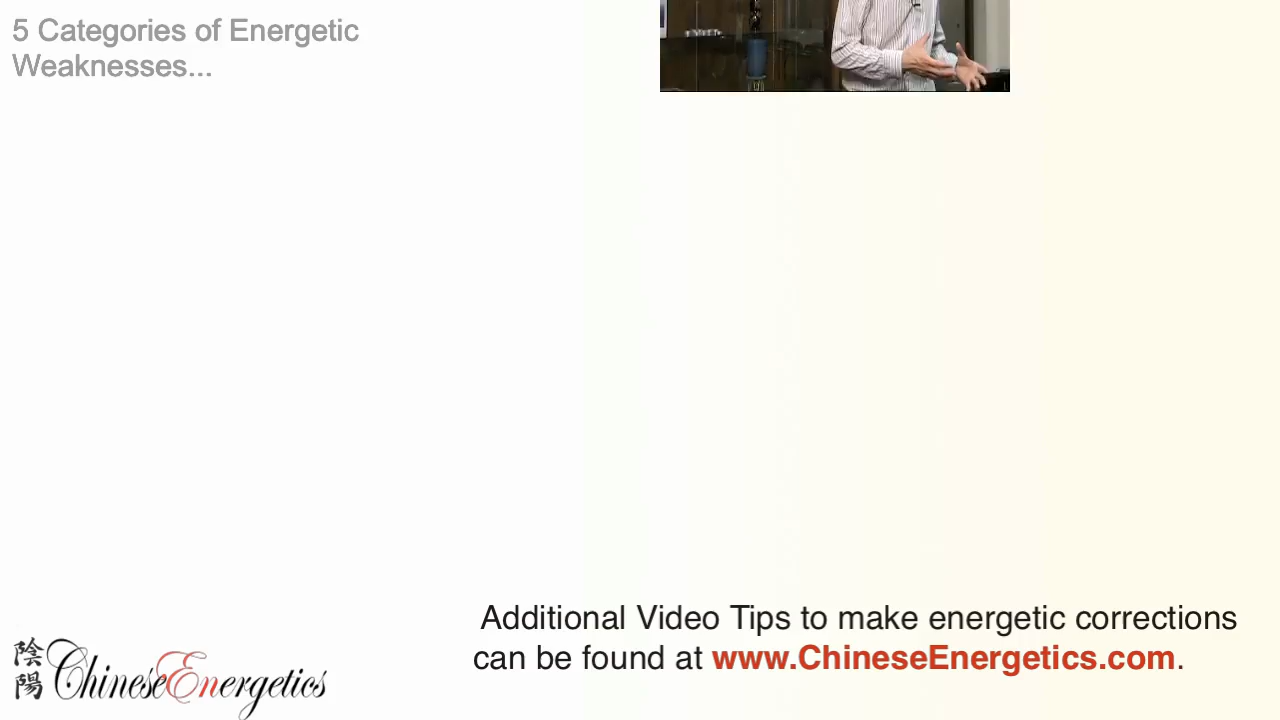 5 Categories of Energetic
Weaknesses...
Additional Video Tips to make energetic corrections
can be found at www.ChineseEnergetics.com.
陰陽 ChineseEnergetics